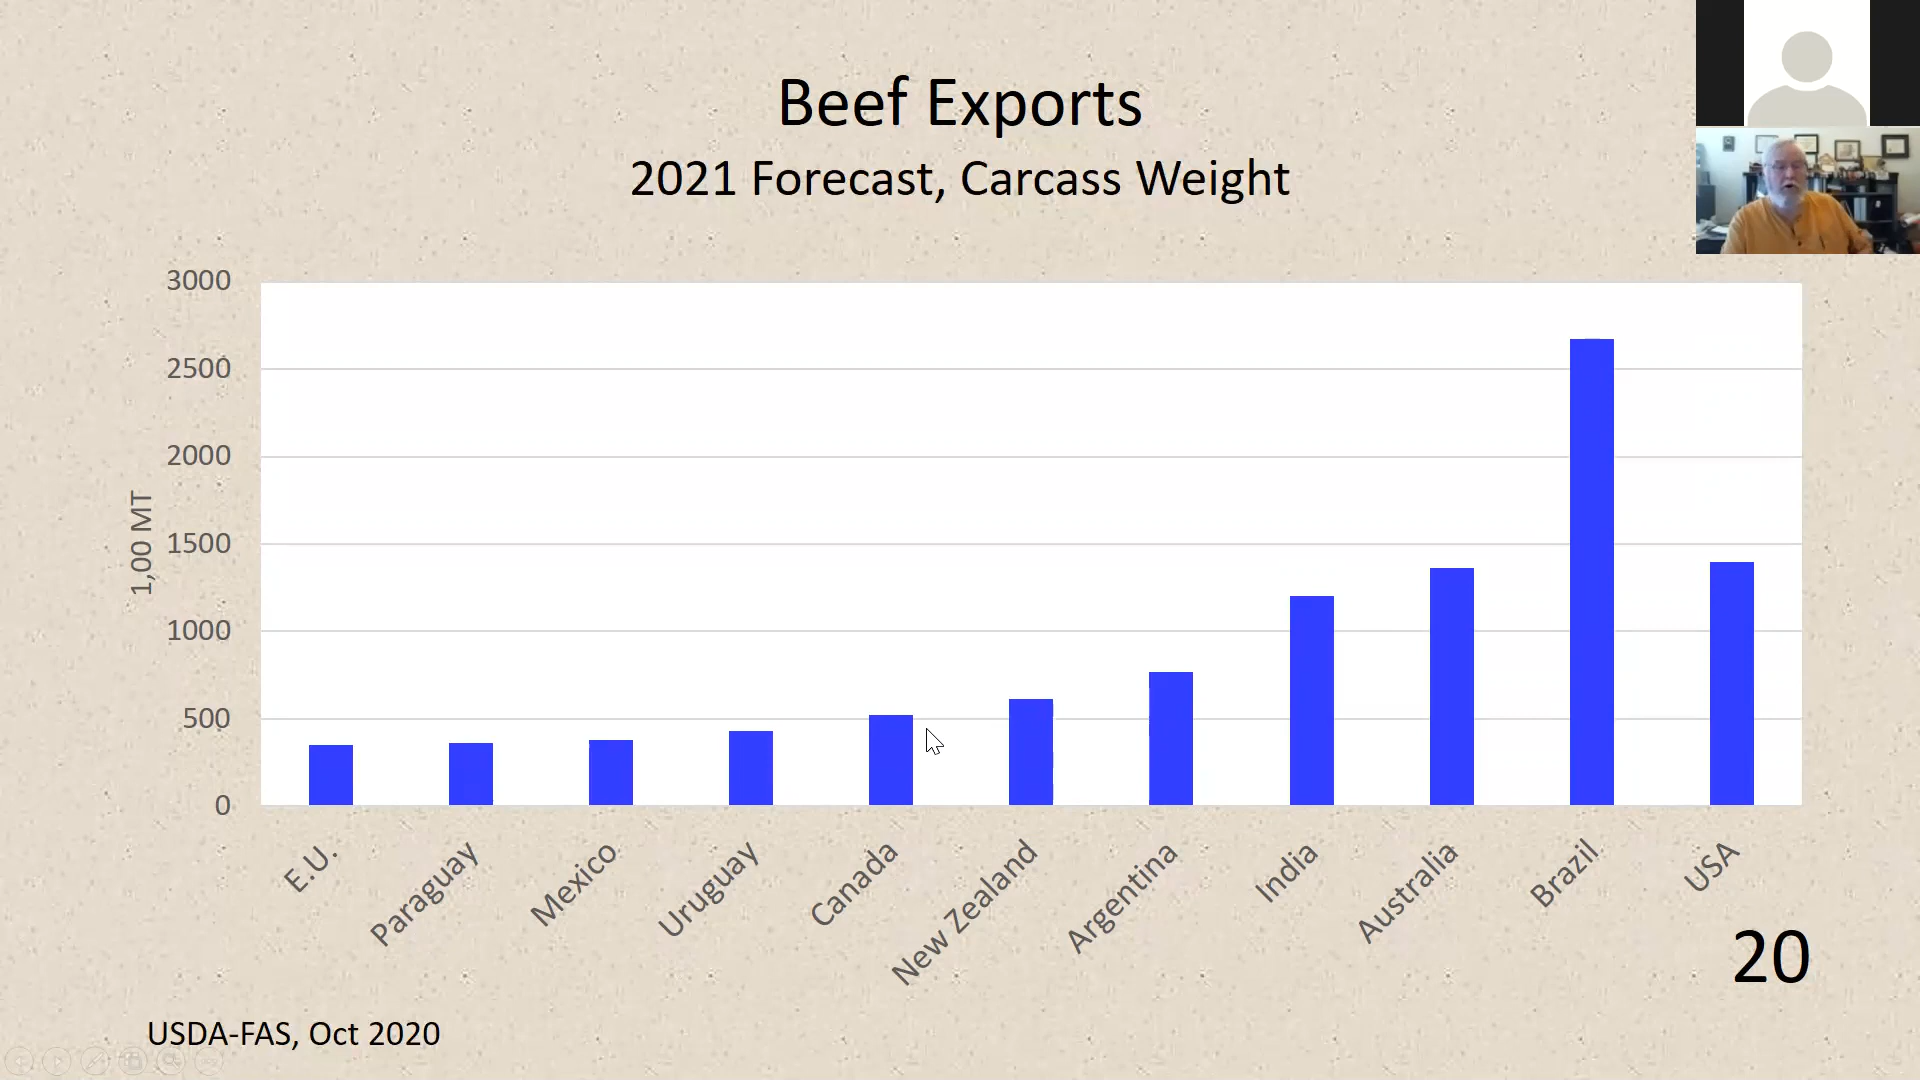 Beef Exports
2021 Forecast, Carcass Weight
3000
2500
2000
1500
1000
500
0
1,00 MT
E.U.
Paraguay
Mexico
Uruguay
Canada
New Zealand
Argentina
India
Australia
Brazil
USA
20
USDA-FAS, Oct 2020